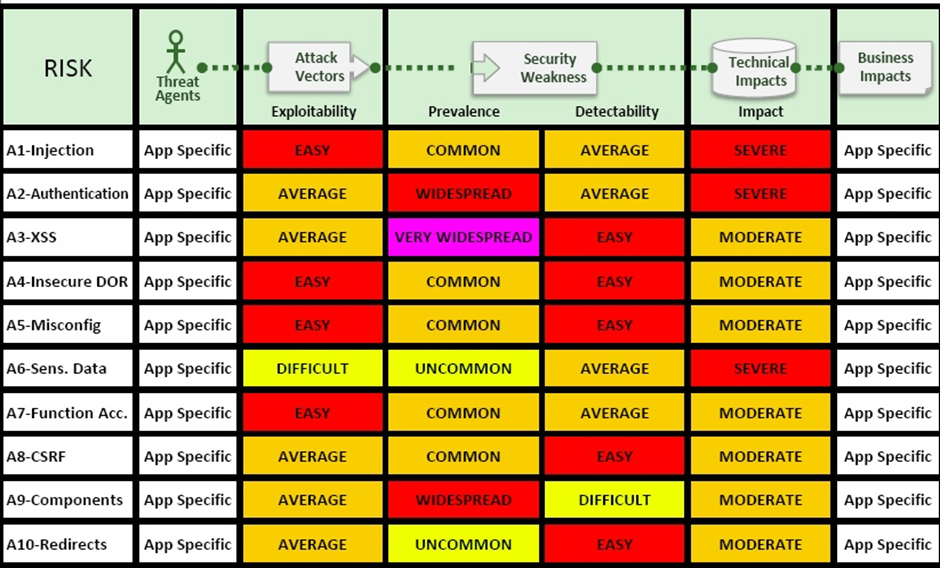 RISK
Threat
Agents
Attack
Vectors
Security
Weakness
Technical
Impacts
Business
Impacts
Exploitability Prevalence Detectability Impact
A1-Injection App Specific EASY COMMON AVERAGE SEVERE App Specific
A2-Authentication App Specific AVERAGE WIDESPREAD AVERAGE SEVERE App Specific
A3-XSS App Specific AVERAGE VERY WIDESPREAD EASY MODERATE App Specific
A4-Insecure DOR App Specific EASY COMMON EASY MODERATE App Specific
A5-Misconfig App Specific EASY COMMON EASY MODERATE App Specific
A6-Sens. Data App Specific DIFFICULT UNCOMMON AVERAGE SEVERE App Specific
A7-Function Acc. App Specific EASY COMMON AVERAGE MODERATE App Specific
A8-CSRF App Specific AVERAGE COMMON EASY MODERATE App Specific
A9-Components App Specific AVERAGE WIDESPREAD DIFFICULT MODERATE App Specific
A10-Redirects App Specific AVERAGE UNCOMMON EASY MODERATE App Specific